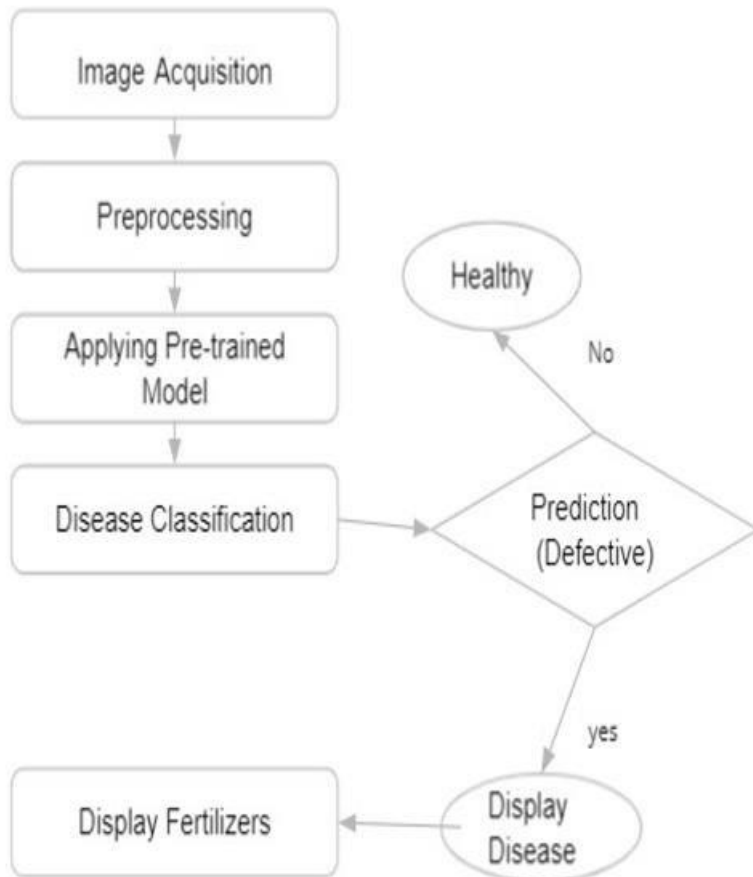 Image Acquisition
Preprocessing
Healthy
Applying Pre-trained
Model
No
Disease Classification
Prediction
(Defective)
yes
Display Fertilizers
Display
Disease